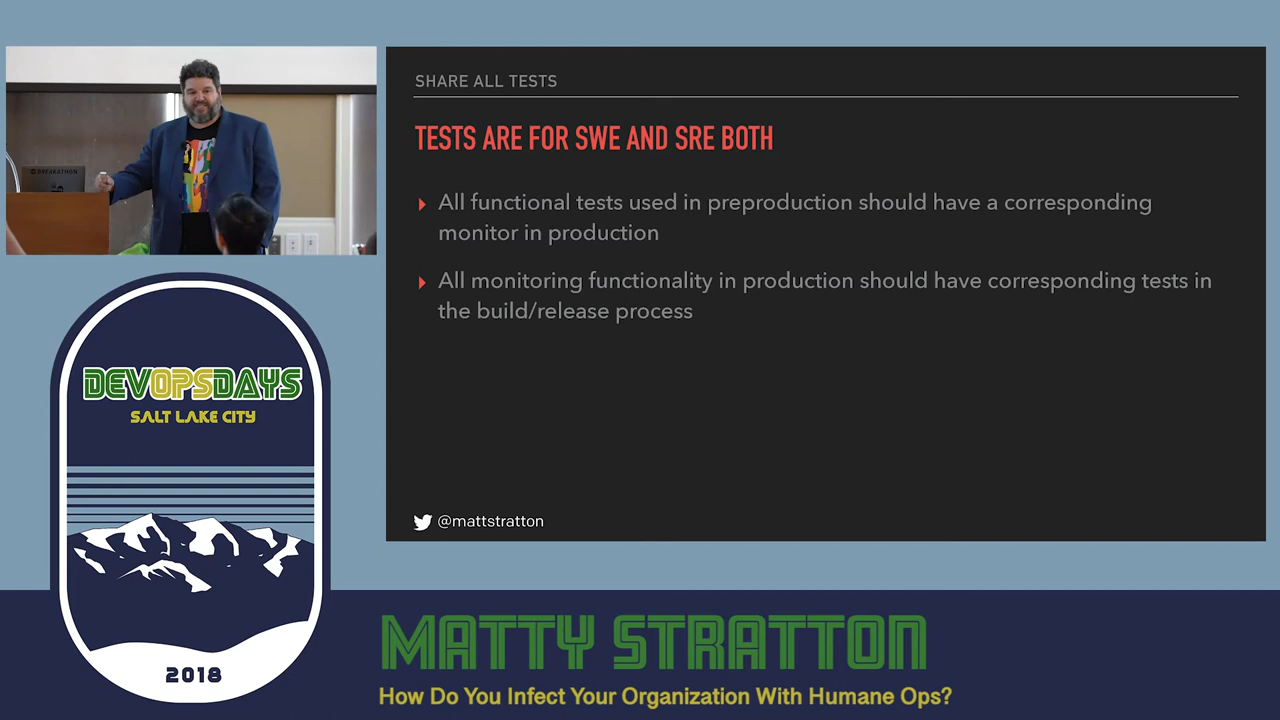 SHARE ALL TESTS
TESTS ARE FOR SWE AND SRE BOTH
All functional tests used in preproduction should have a corresponding
monitor in production
All monitoring functionality in production should have corresponding tests in
the build/release process
@mattstratton
BREAKATHON
DEVOPSDAYS
SALT LAKE CITY
2018
MATTY STRATTON
How Do You Infect Your Organization With Humane Ops?